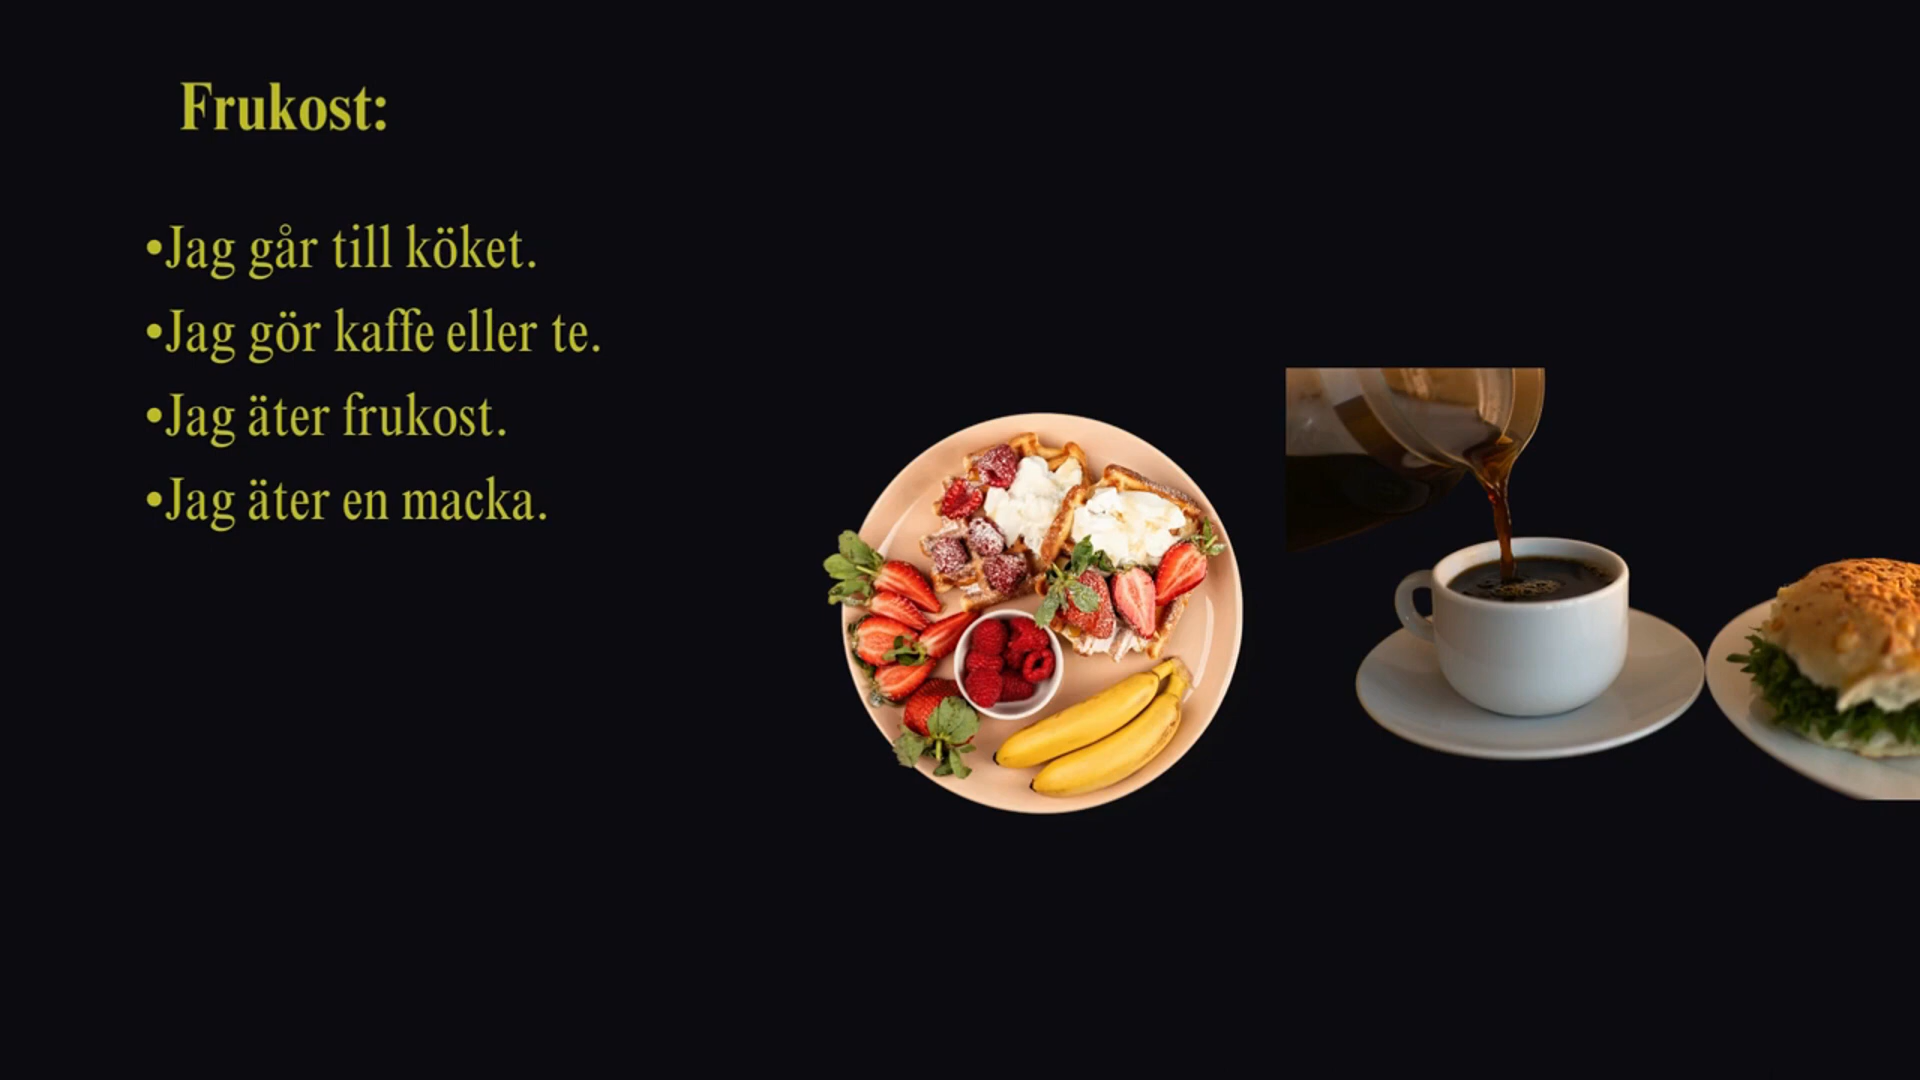 Frukost:
•Jag går till köket.
•Jag gör kaffe eller te.
•Jag äter frukost.
•Jag äter en macka.